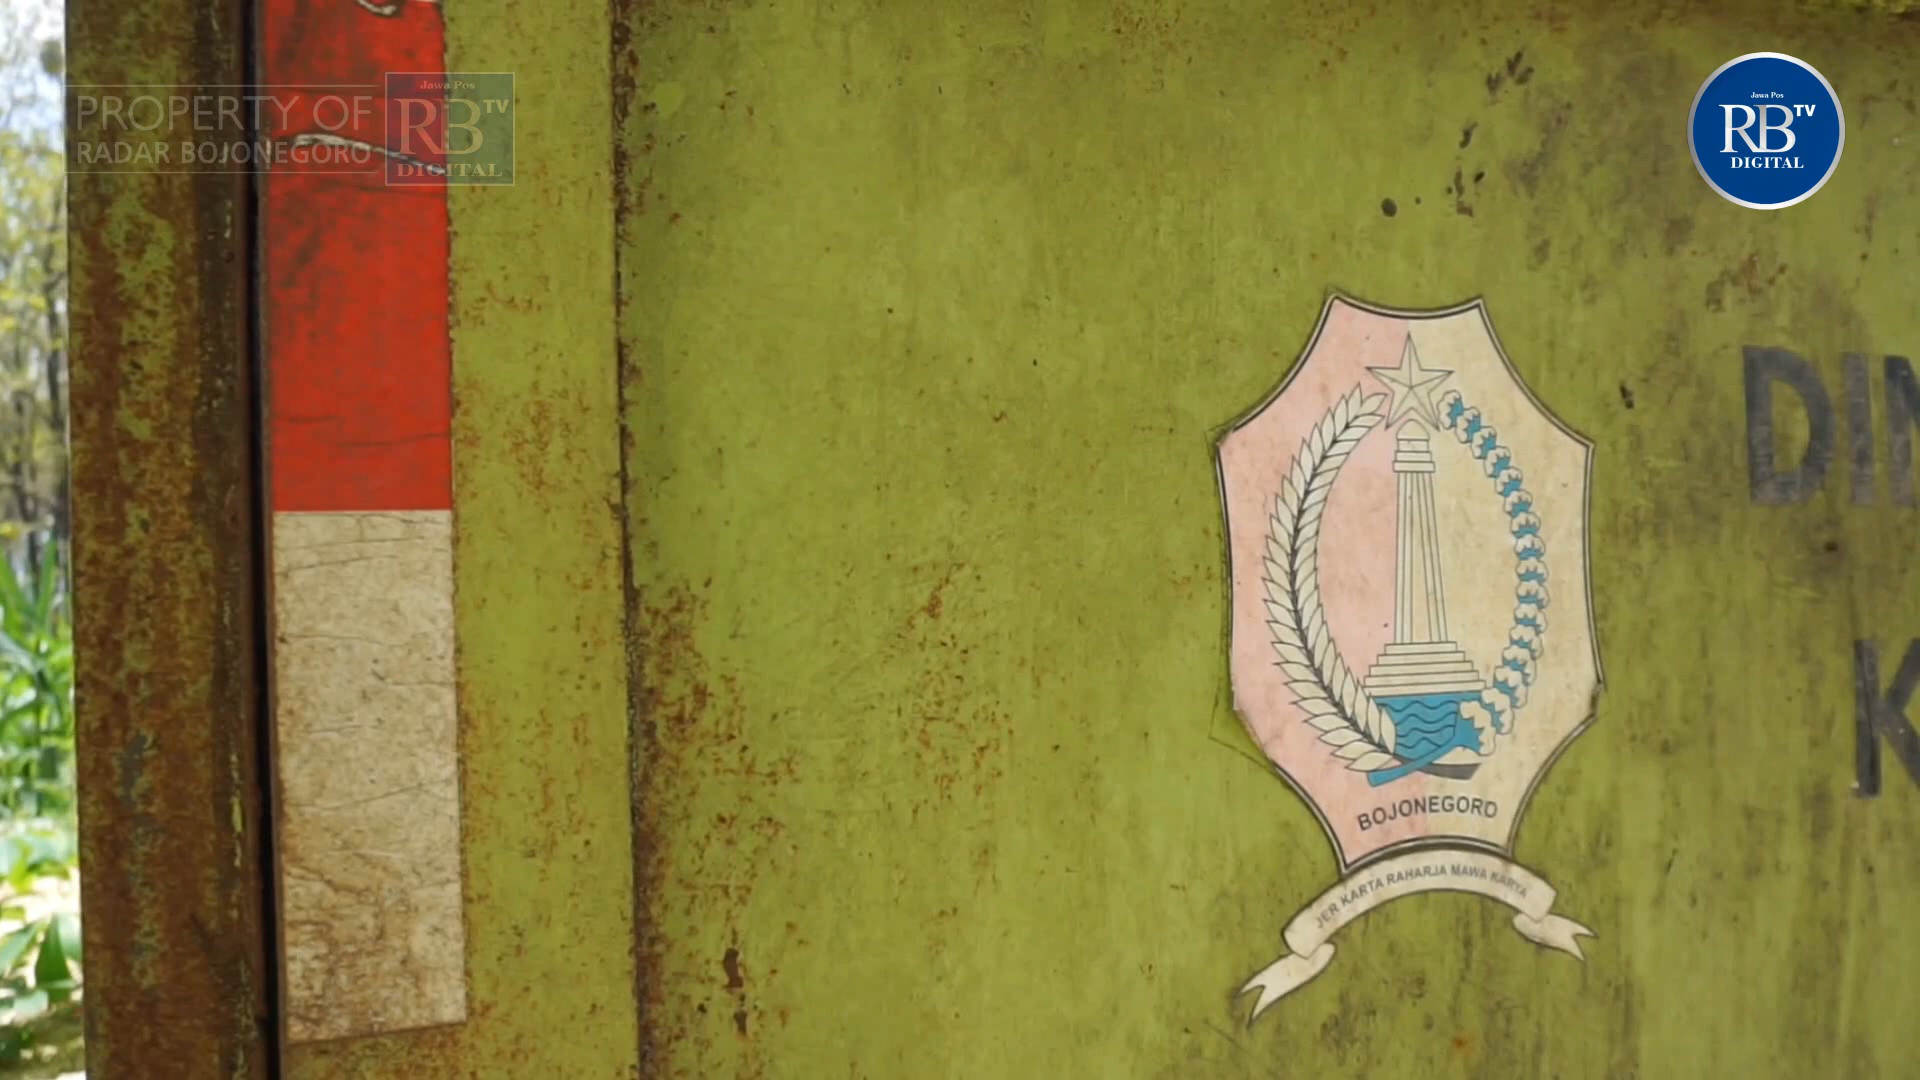 PROPERTY OF
RADAR BOJONEGORO
Jawa Pos
RB TV
DIGITAL
Jawa Pos
RB TV
DIGITAL
BOJONEGORO
JER KARTA RAHARJA MAWA KARYA